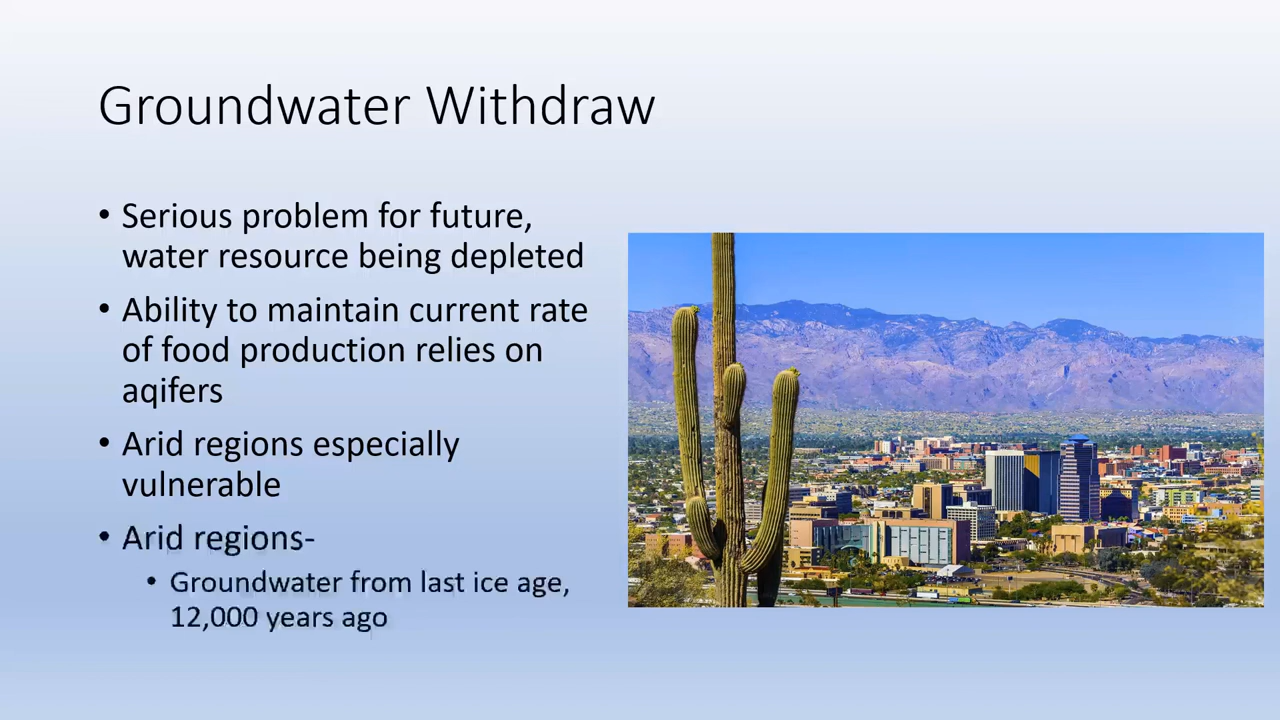 Groundwater Withdraw
• Serious problem for future,
water resource being depleted
• Ability to maintain current rate
of food production relies on
aqifers
• Arid regions especially
vulnerable
• Arid regions-
• Groundwater from last ice age,
12,000 years ago